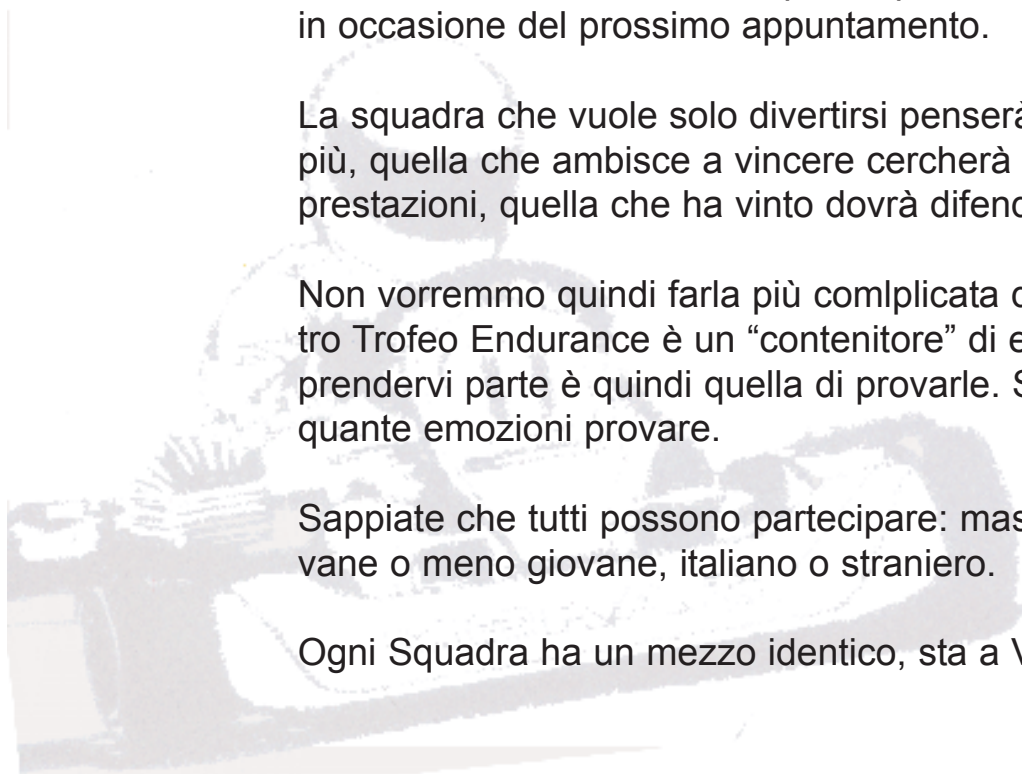 in occasione del prossimo appuntamento.
La squadra che vuole solo divertirsi penserà
più, quella che ambisce a vincere cercherà
prestazioni, quella che ha vinto dovrà
Non vorremmo quindi farla più comlplicata
tro Trofeo Endurance è un “contenitore” di
prendervi parte è quindi quella di provarle.
quante emozioni provare.
Sappiate che tutti possono partecipare:
vane o meno giovane, italiano o straniero.
Ogni Squadra ha un mezzo identico, sta a